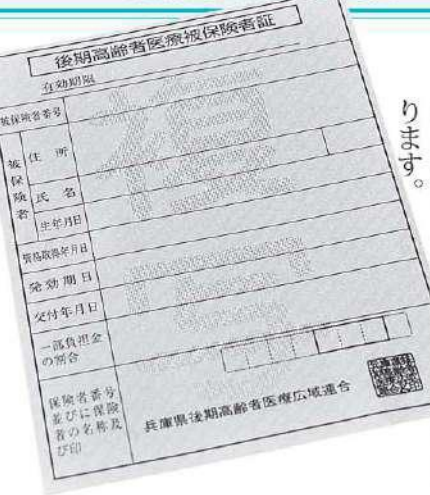 後期高齢者医療被保険者証
有効期限
被保険者番号
被保険者
住所
氏名
生年月日
資格取得年月日
発効期日
交付年月日
一部負担金
の割合
保険者番号
並びに保険
者の名称及
び印
兵庫県後期高齢者医療広域連合
ります。